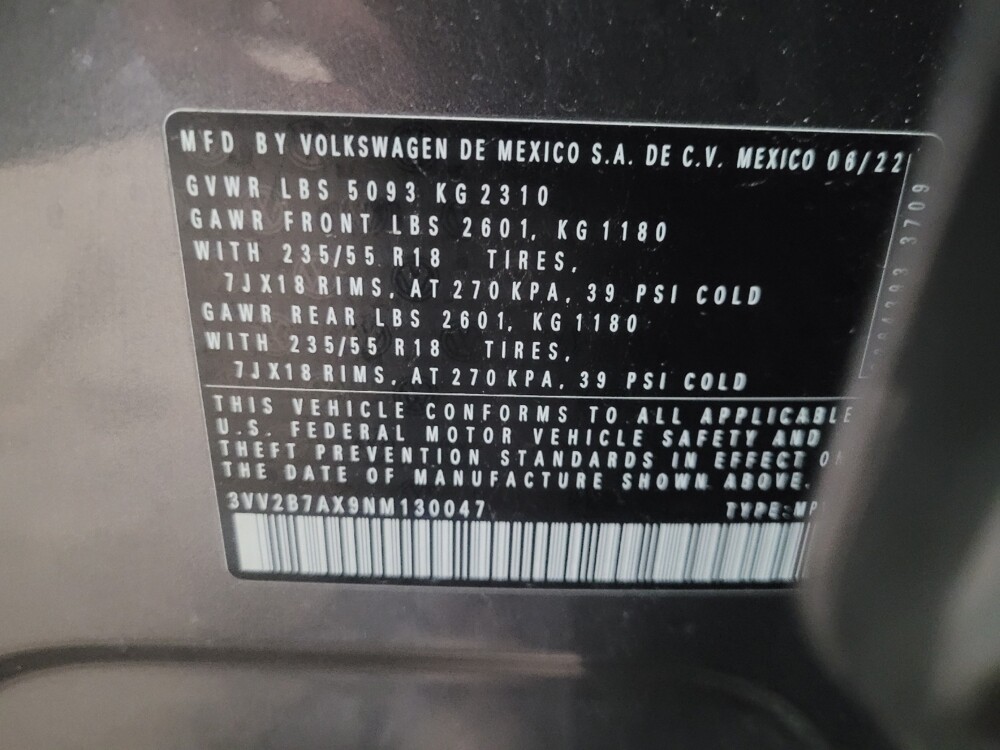 MFD BY VOLKSWAGEN DE MEXICO S.A. DE C.V. MEXICO 06/22
GVWR LBS 5093 KG 2310
GAWR FRONT LBS 2601, KG 1180
WITH 235/55 R18 TIRES,
7JX18 RIMS, AT 270 KPA, 39 PSI COLD
GAWR REAR LBS 2601, KG 1180
WITH 235/55 R18 TIRES,
7JX18 RIMS, AT 270 KPA, 39 PSI COLD
THIS VEHICLE CONFORMS TO ALL APPLICABLE
U.S. FEDERAL MOTOR VEHICLE SAFETY AND
THEFT PREVENTION STANDARDS IN EFFECT
THE DATE OF MANUFACTURE SHOWN ABOVE.
3VV2B7AX9NM130047 TYPE:MP
3709